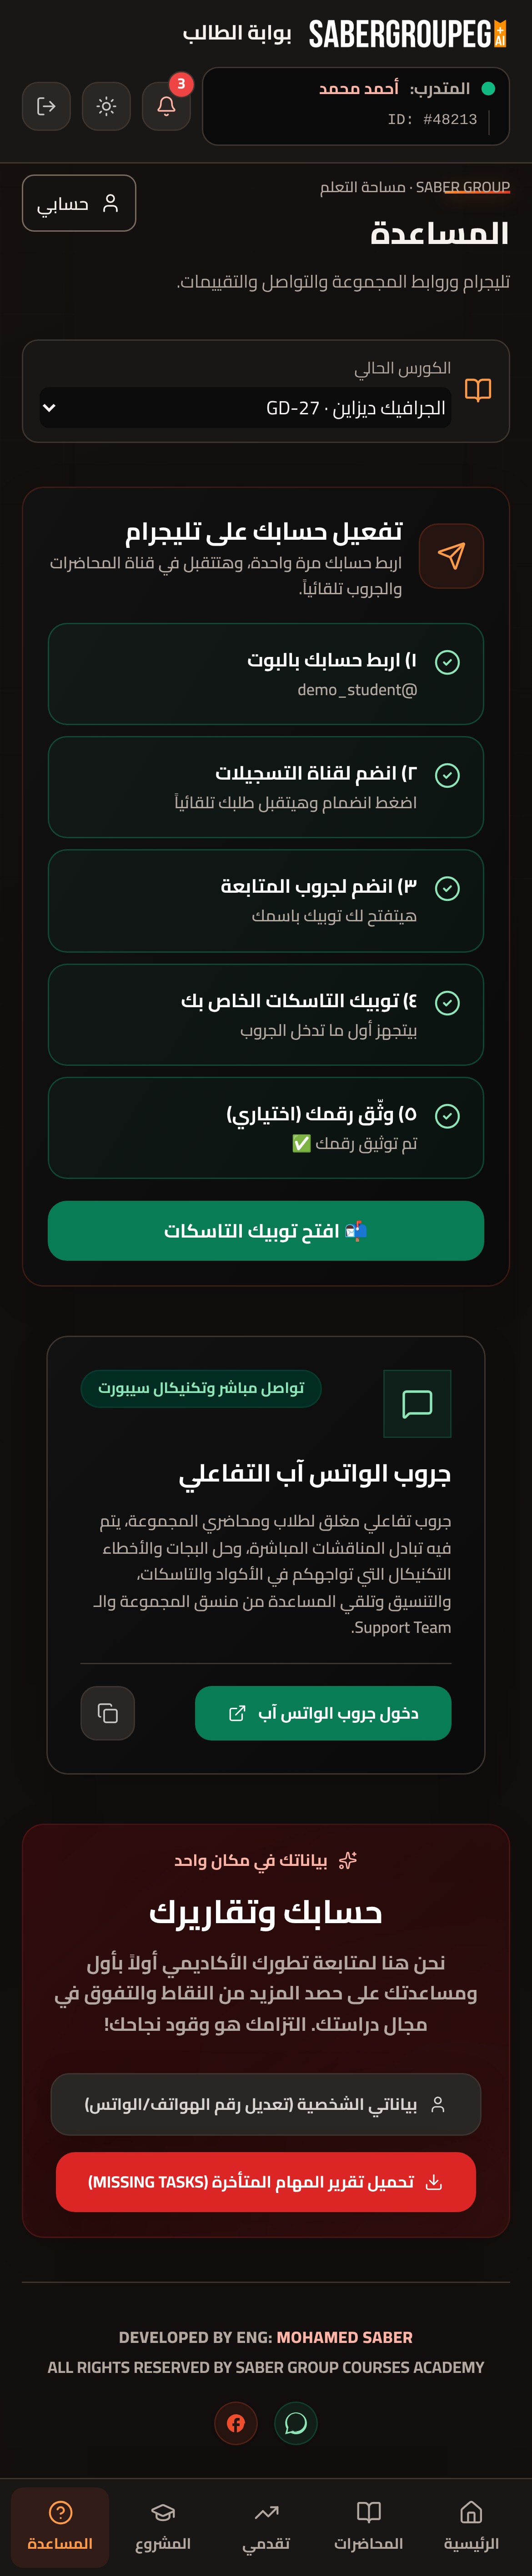 SABERGROUPEG AI
بوابة الطالب
المتدرب: أحمد محمد
ID: #48213
3
SABER GROUP · مساحة التعلم
حسابي
المساعدة
تليجرام وروابط المجموعة والتواصل والتقييمات.
الكورس الحالي
الجرافيك ديزاين · GD-27
تفعيل حسابك على تليجرام
اربط حسابك مرة واحدة، وهتتقبل في قناة المحاضرات
والجروب تلقائياً.
١) اربط حسابك بالبوت
@demo_student
٢) انضم لقناة التسجيلات
اضغط انضمام وهيتقبل طلبك تلقائياً
٣) انضم لجروب المتابعة
هيتفتح لك توبيك باسمك
٤) توبيك التاسكات الخاص بك
بيتجهز أول ما تدخل الجروب
٥) وثّق رقمك (اختياري)
تم توثيق رقمك ✅
📬 افتح توبيك التاسكات
تواصل مباشر وتكنيكال سيبورت
جروب الواتس آب التفاعلي
جروب تفاعلي مغلق لطلاب ومحاضري المجموعة، يتم
فيه تبادل المناقشات المباشرة، وحل البجات والأخطاء
التكنيكال التي تواجهكم في الأكواد والتاسكات،
والتنسيق وتلقي المساعدة من منسق المجموعة والـ
Support Team.
دخول جروب الواتس آب
بياناتك في مكان واحد
حسابك وتقاريرك
نحن هنا لمتابعة تطورك الأكاديمي أولاً بأول
ومساعدتك على حصد المزيد من النقاط والتفوق في
مجال دراستك. التزامك هو وقود نجاحك!
بياناتي الشخصية (تعديل رقم الهواتف/الواتس)
تحميل تقرير المهام المتأخرة (MISSING TASKS)
DEVELOPED BY ENG: MOHAMED SABER
ALL RIGHTS RESERVED BY SABER GROUP COURSES ACADEMY
الرئيسية
المحاضرات
تقدمي
المشروع
المساعدة